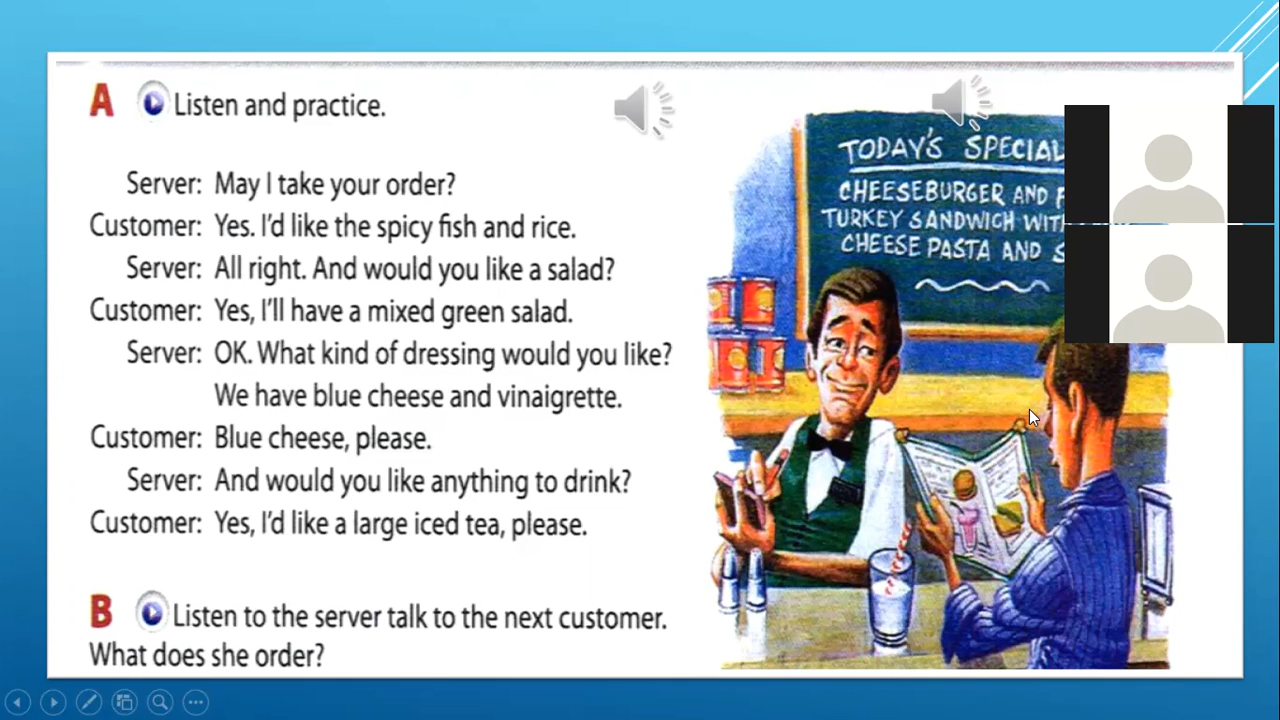 A Listen and practice.
Server: May I take your order?
Customer: Yes. I'd like the spicy fish and rice.
Server: All right. And would you like a salad?
Customer: Yes, I'll have a mixed green salad.
Server: OK. What kind of dressing would you like?
We have blue cheese and vinaigrette.
Customer: Blue cheese, please.
Server: And would you like anything to drink?
Customer: Yes, I'd like a large iced tea, please.
B Listen to the server talk to the next customer.
What does she order?
TODAY'S SPECIAL
CHEESEBURGER AND
TURKEY SANDWICH WITH
CHEESE PASTA AND